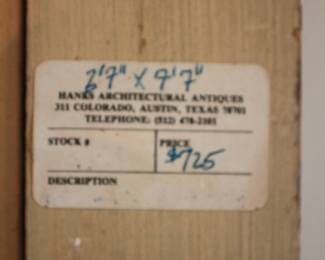 2'7" X 9'7"
HANKS ARCHITECTURAL ANTIQUES
311 COLORADO, AUSTIN, TEXAS 78701
TELEPHONE: (512) 478-2101
STOCK #
PRICE
$725
DESCRIPTION